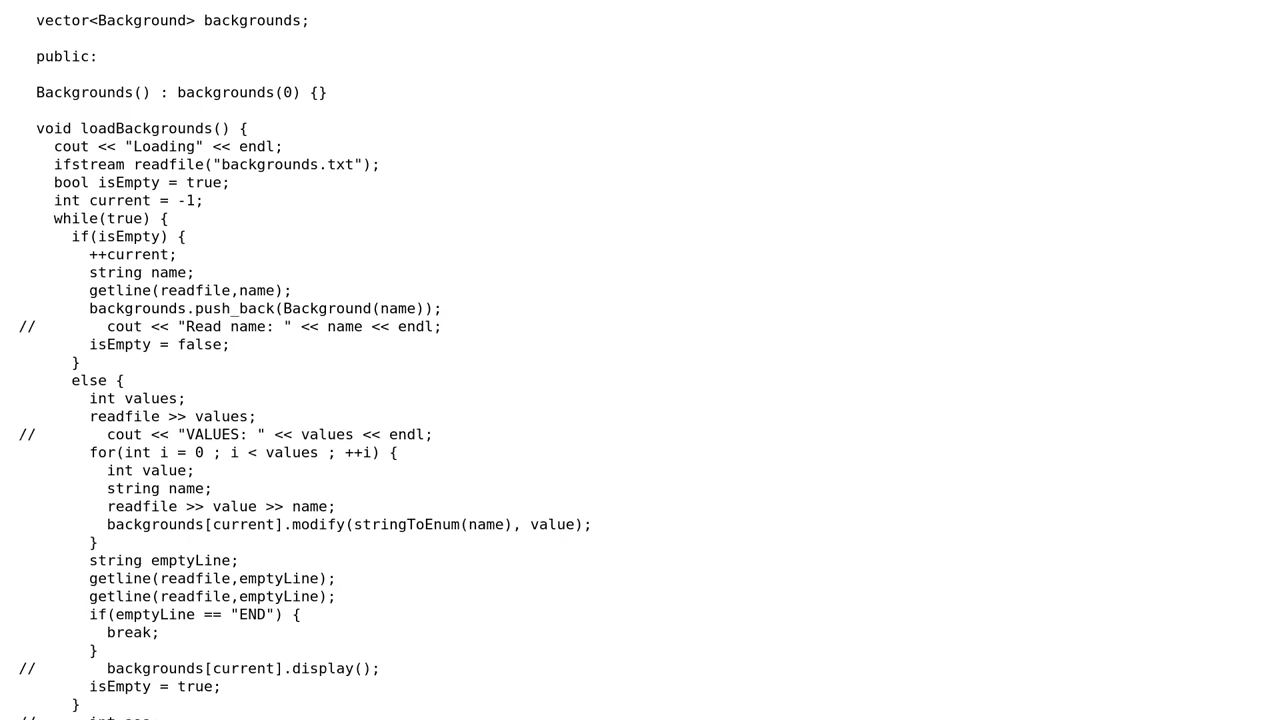 vector<Background> backgrounds;
public:
Backgrounds() : backgrounds(0) {}
void loadBackgrounds() {
cout << "Loading" << endl;
ifstream readfile("backgrounds.txt");
bool isEmpty = true;
int current = -1;
while(true) {
if(isEmpty) {
++current;
string name;
getline(readfile,name);
backgrounds.push_back(Background(name));
//        cout << "Read name: " << name << endl;
isEmpty = false;
}
else {
int values;
readfile >> values;
//        cout << "VALUES: " << values << endl;
for(int i = 0 ; i < values ; ++i) {
int value;
string name;
readfile >> value >> name;
backgrounds[current].modify(stringToEnum(name), value);
}
string emptyLine;
getline(readfile,emptyLine);
getline(readfile,emptyLine);
if(emptyLine == "END") {
break;
}
//        backgrounds[current].display();
isEmpty = true;
}